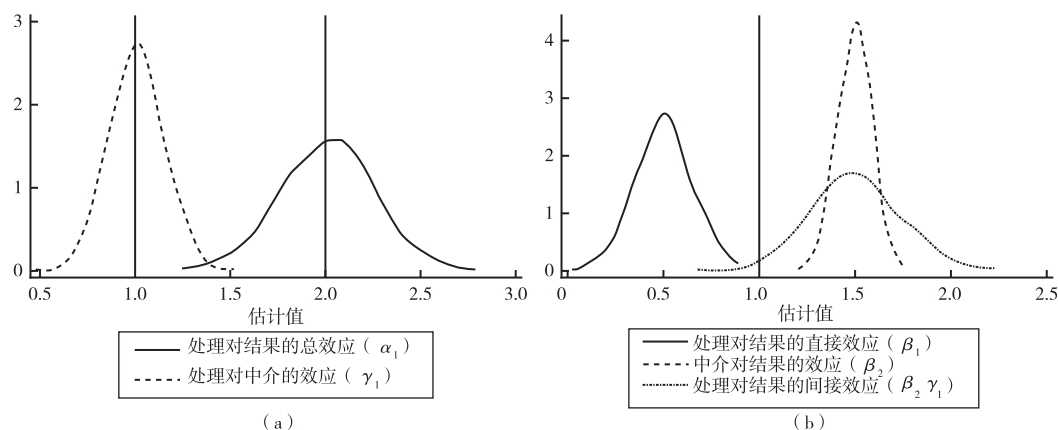 3
2
1
0
0.5 1.0 1.5 2.0 2.5 3.0
估计值
处理对结果的总效应（α₁）
处理对中介的效应（γ₁）
（a）
4
3
2
1
0
0 0.5 1.0 1.5 2.0 2.5
估计值
处理对结果的直接效应（β₁）
中介对结果的效应（β₂）
处理对结果的间接效应（β₂ γ₁）
（b）